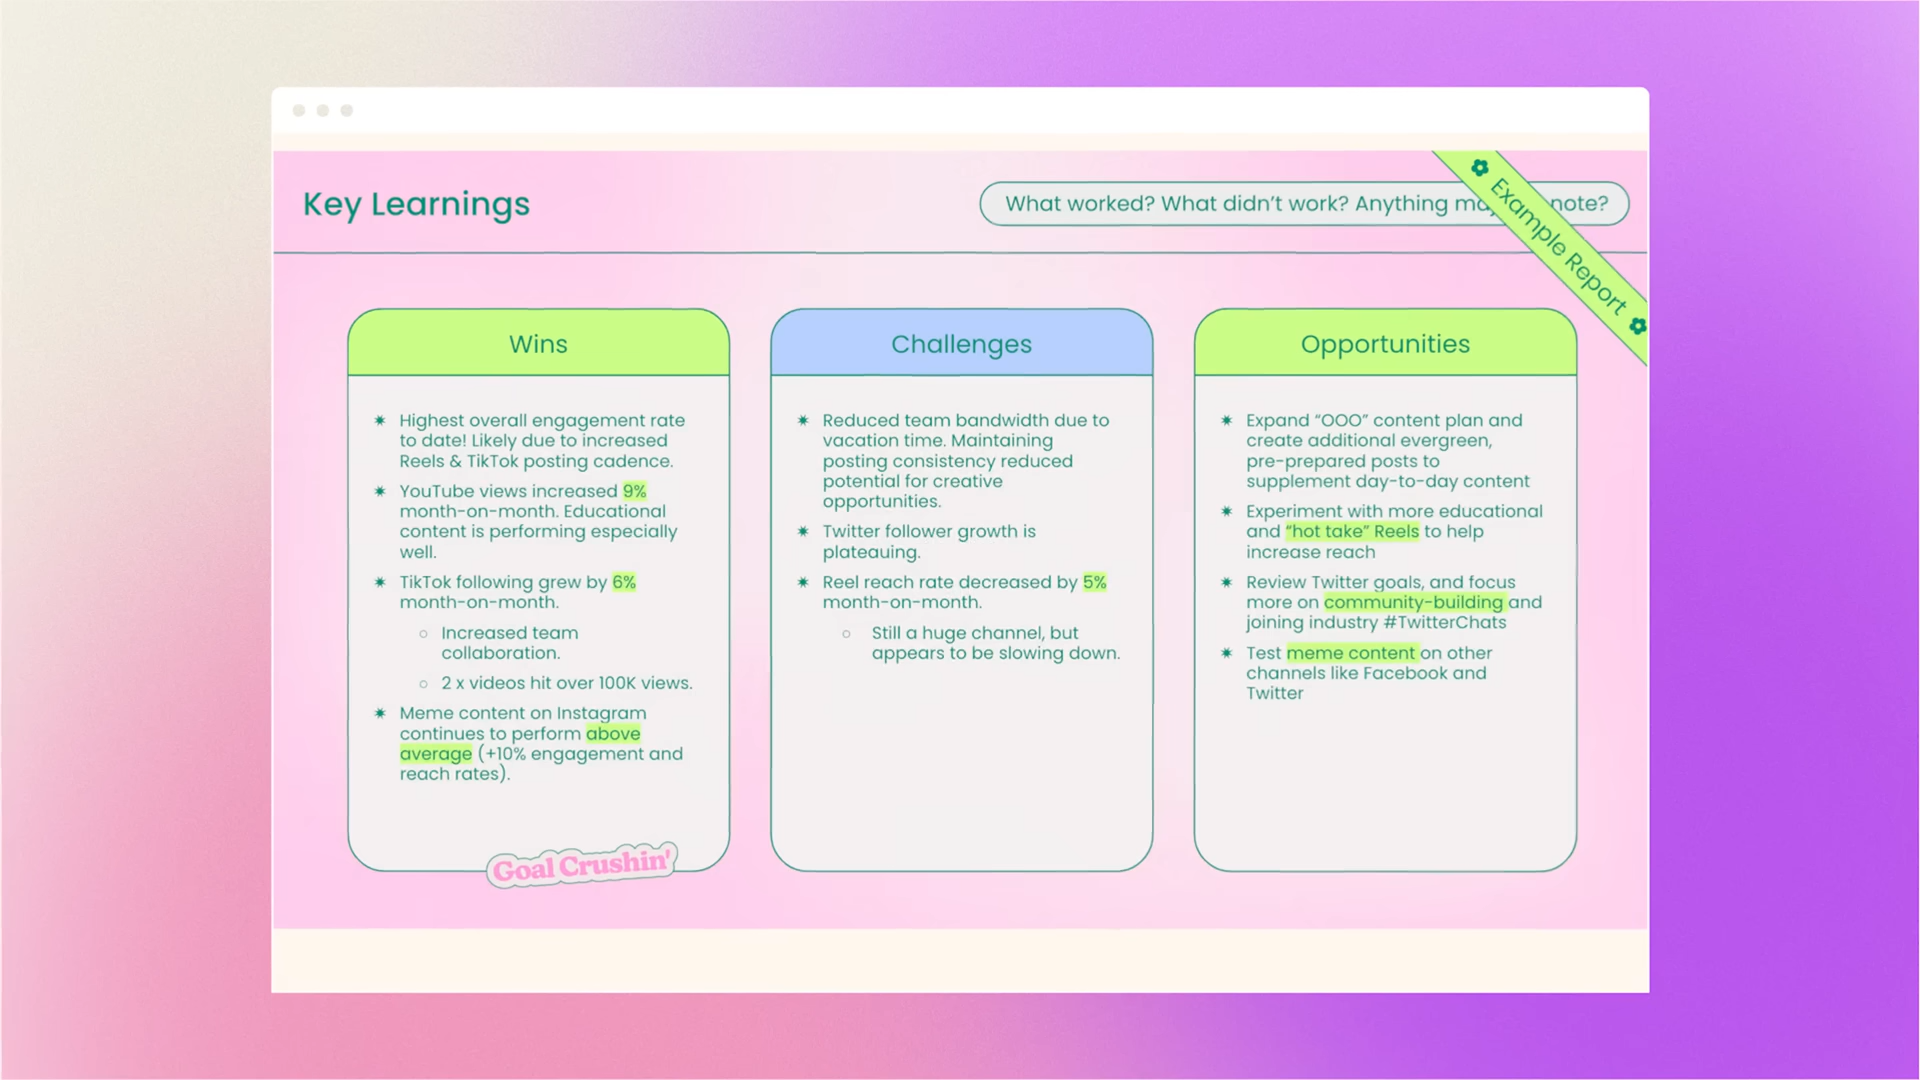 Key Learnings
What worked? What didn't work? Anything note?
Example Report
Wins
Highest overall engagement rate
to date! Likely due to increased
Reels & TikTok posting cadence.
YouTube views increased 9%
month-on-month. Educational
content is performing especially
well.
TikTok following grew by 6%
month-on-month.
Increased team
collaboration.
2 x videos hit over 100K views.
Meme content on Instagram
continues to perform above
average (+10% engagement and
reach rates).
Goal Crushin'
Challenges
Reduced team bandwidth due to
vacation time. Maintaining
posting consistency reduced
potential for creative
opportunities.
Twitter follower growth is
plateauing.
Reel reach rate decreased by 5%
month-on-month.
Still a huge channel, but
appears to be slowing down.
Opportunities
Expand “OOO” content plan and
create additional evergreen,
pre-prepared posts to
supplement day-to-day content
Experiment with more educational
and “hot take” Reels to help
increase reach
Review Twitter goals, and focus
more on community-building and
joining industry #TwitterChats
Test meme content on other
channels like Facebook and
Twitter